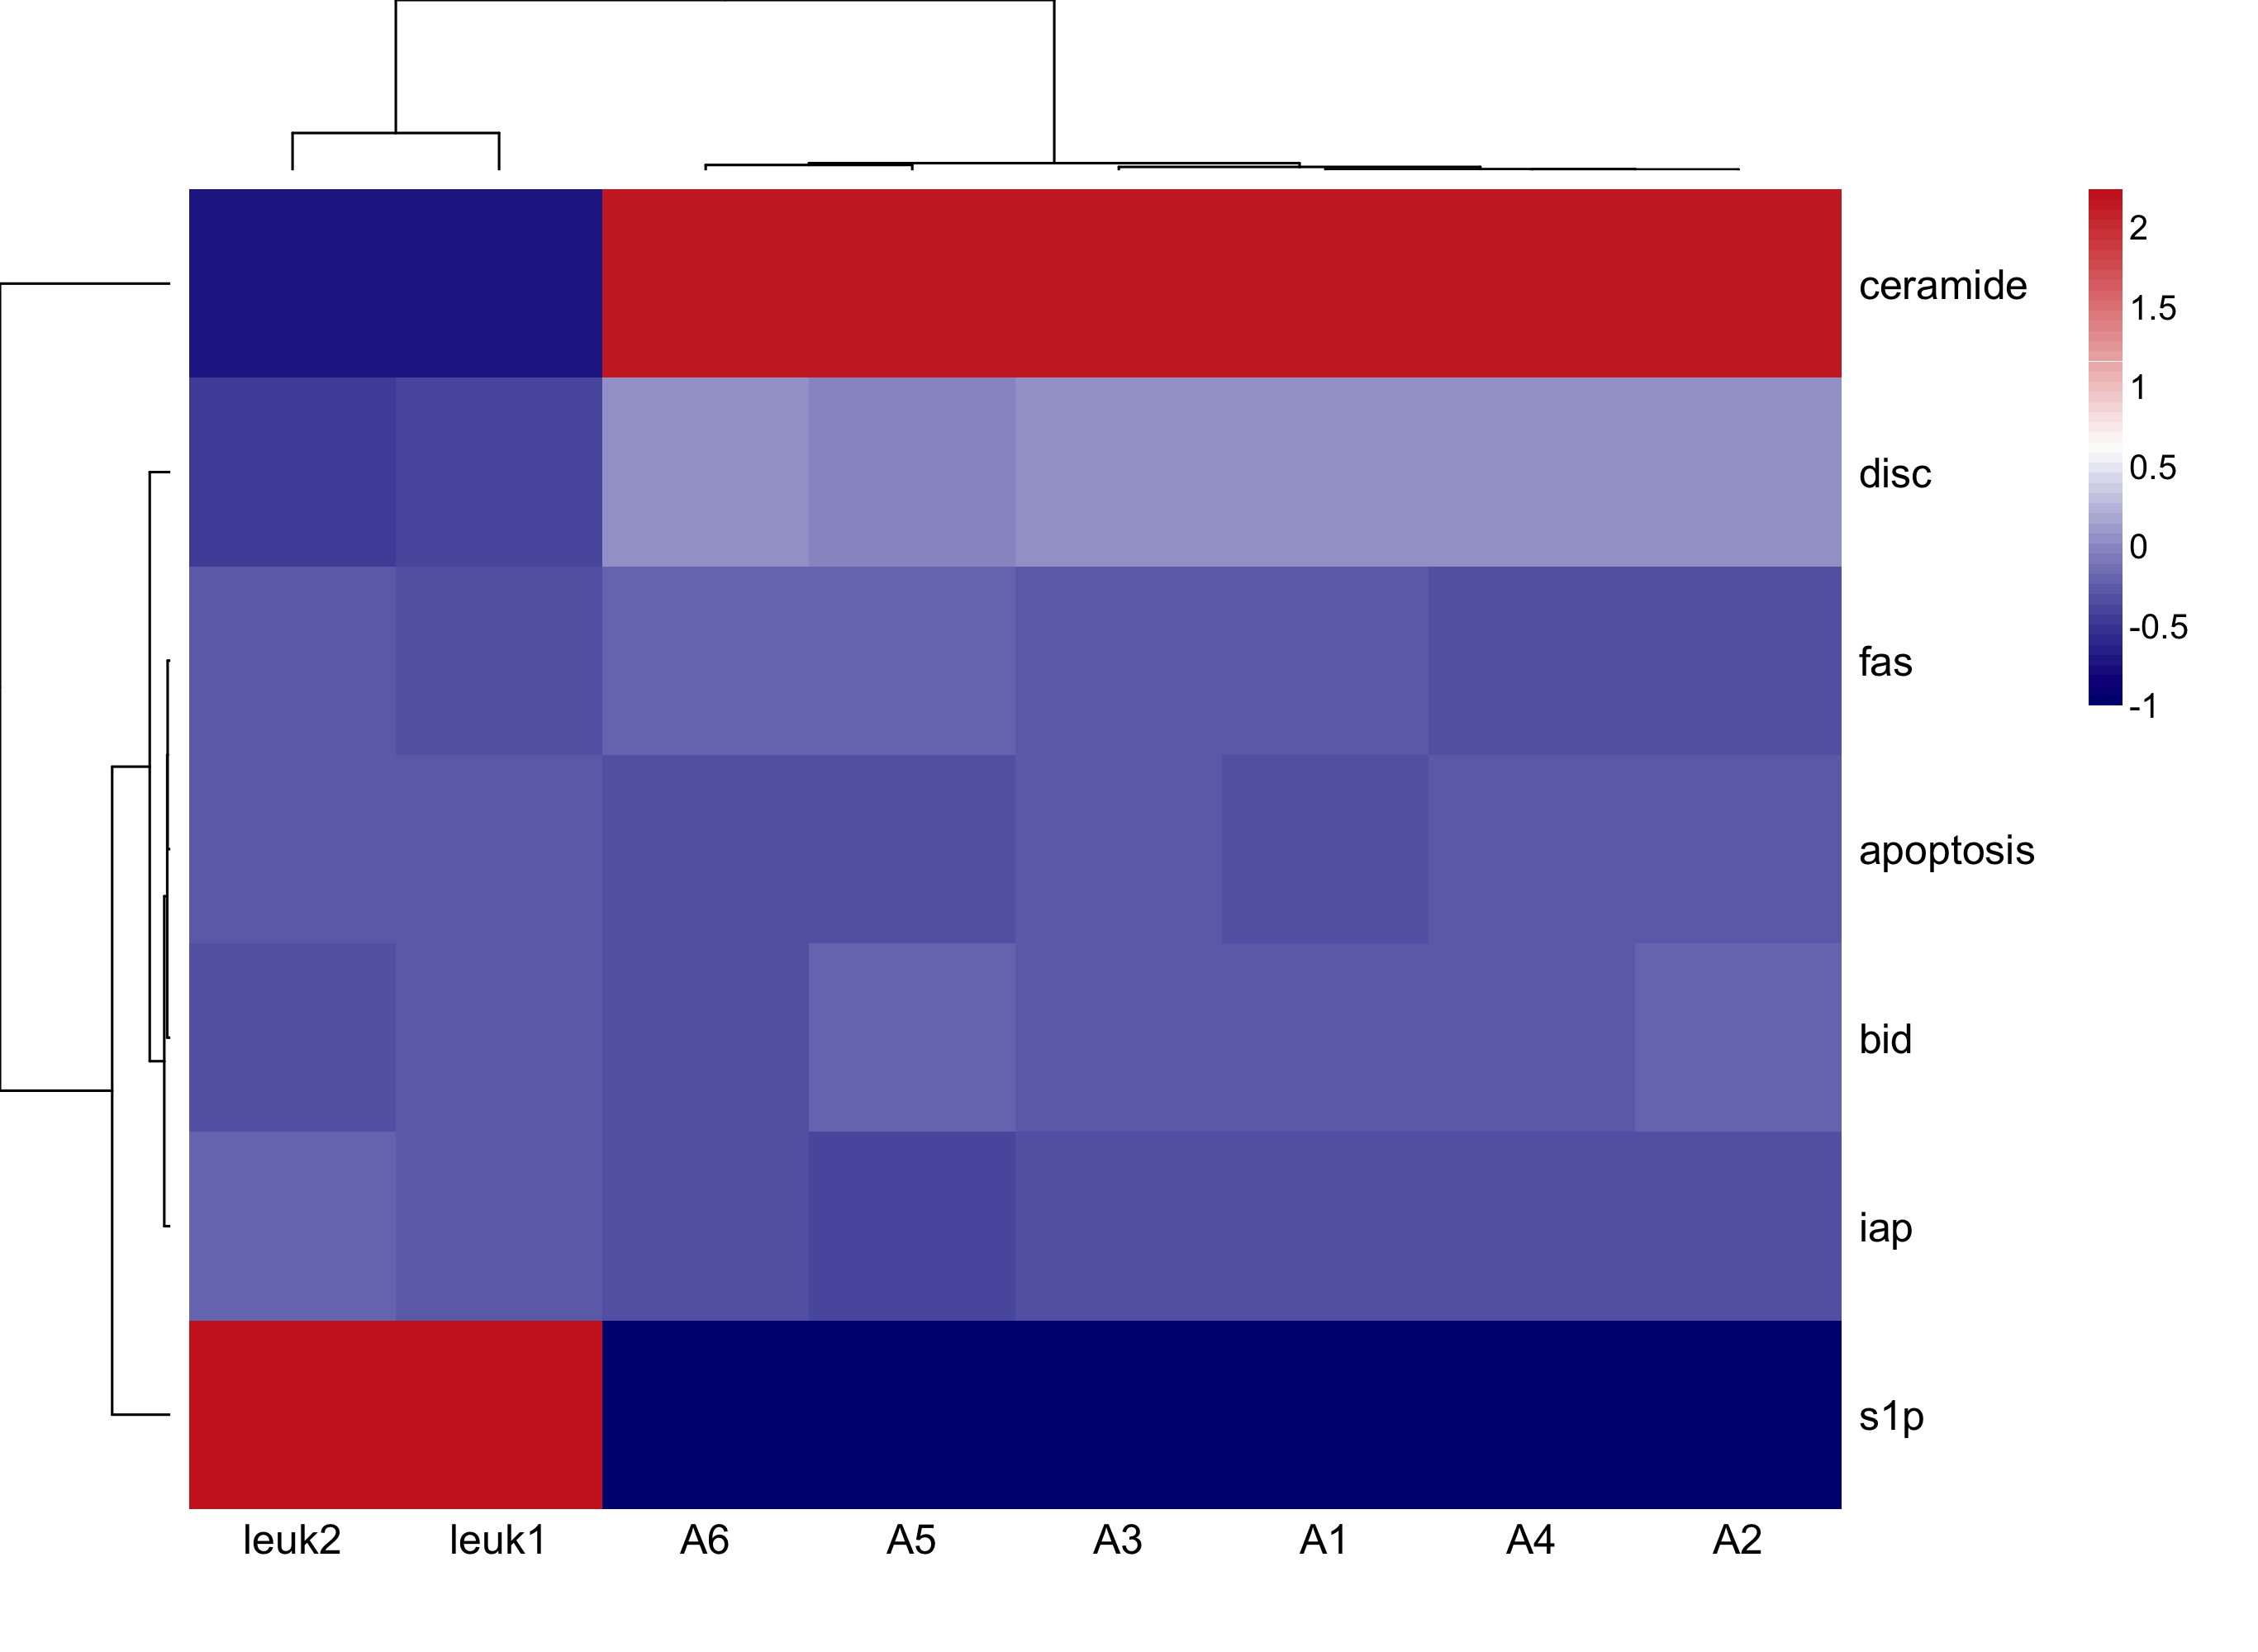 2
1.5
1
0.5
0
-0.5
-1
ceramide
disc
fas
apoptosis
bid
iap
s1p
leuk2 leuk1 A6 A5 A3 A1 A4 A2